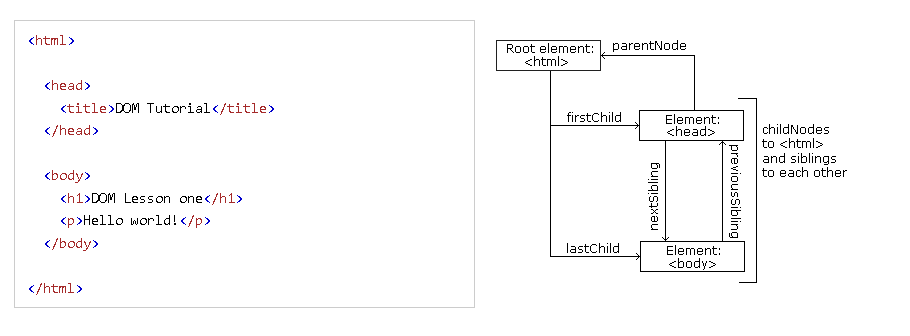 <html>
<head>
<title>DOM Tutorial</title>
</head>
<body>
<h1>DOM Lesson one</h1>
<p>Hello world!</p>
</body>
</html>
Root element:
<html>
parentNode
firstChild
Element:
<head>
childNodes
to <html>
and siblings
to each other
nextSibling
previousSibling
lastChild
Element:
<body>